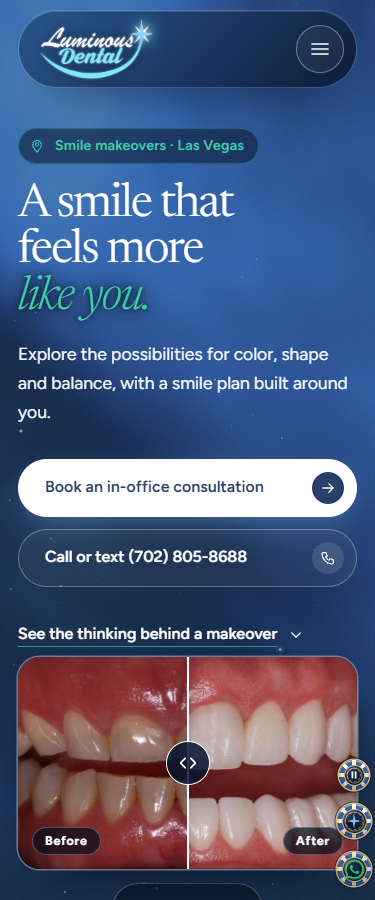 Luminous
Dental
Smile makeovers · Las Vegas
A smile that
feels more
like you.
Explore the possibilities for color, shape
and balance, with a smile plan built around
you.
Book an in-office consultation
Call or text (702) 805-8688
See the thinking behind a makeover
Before
After